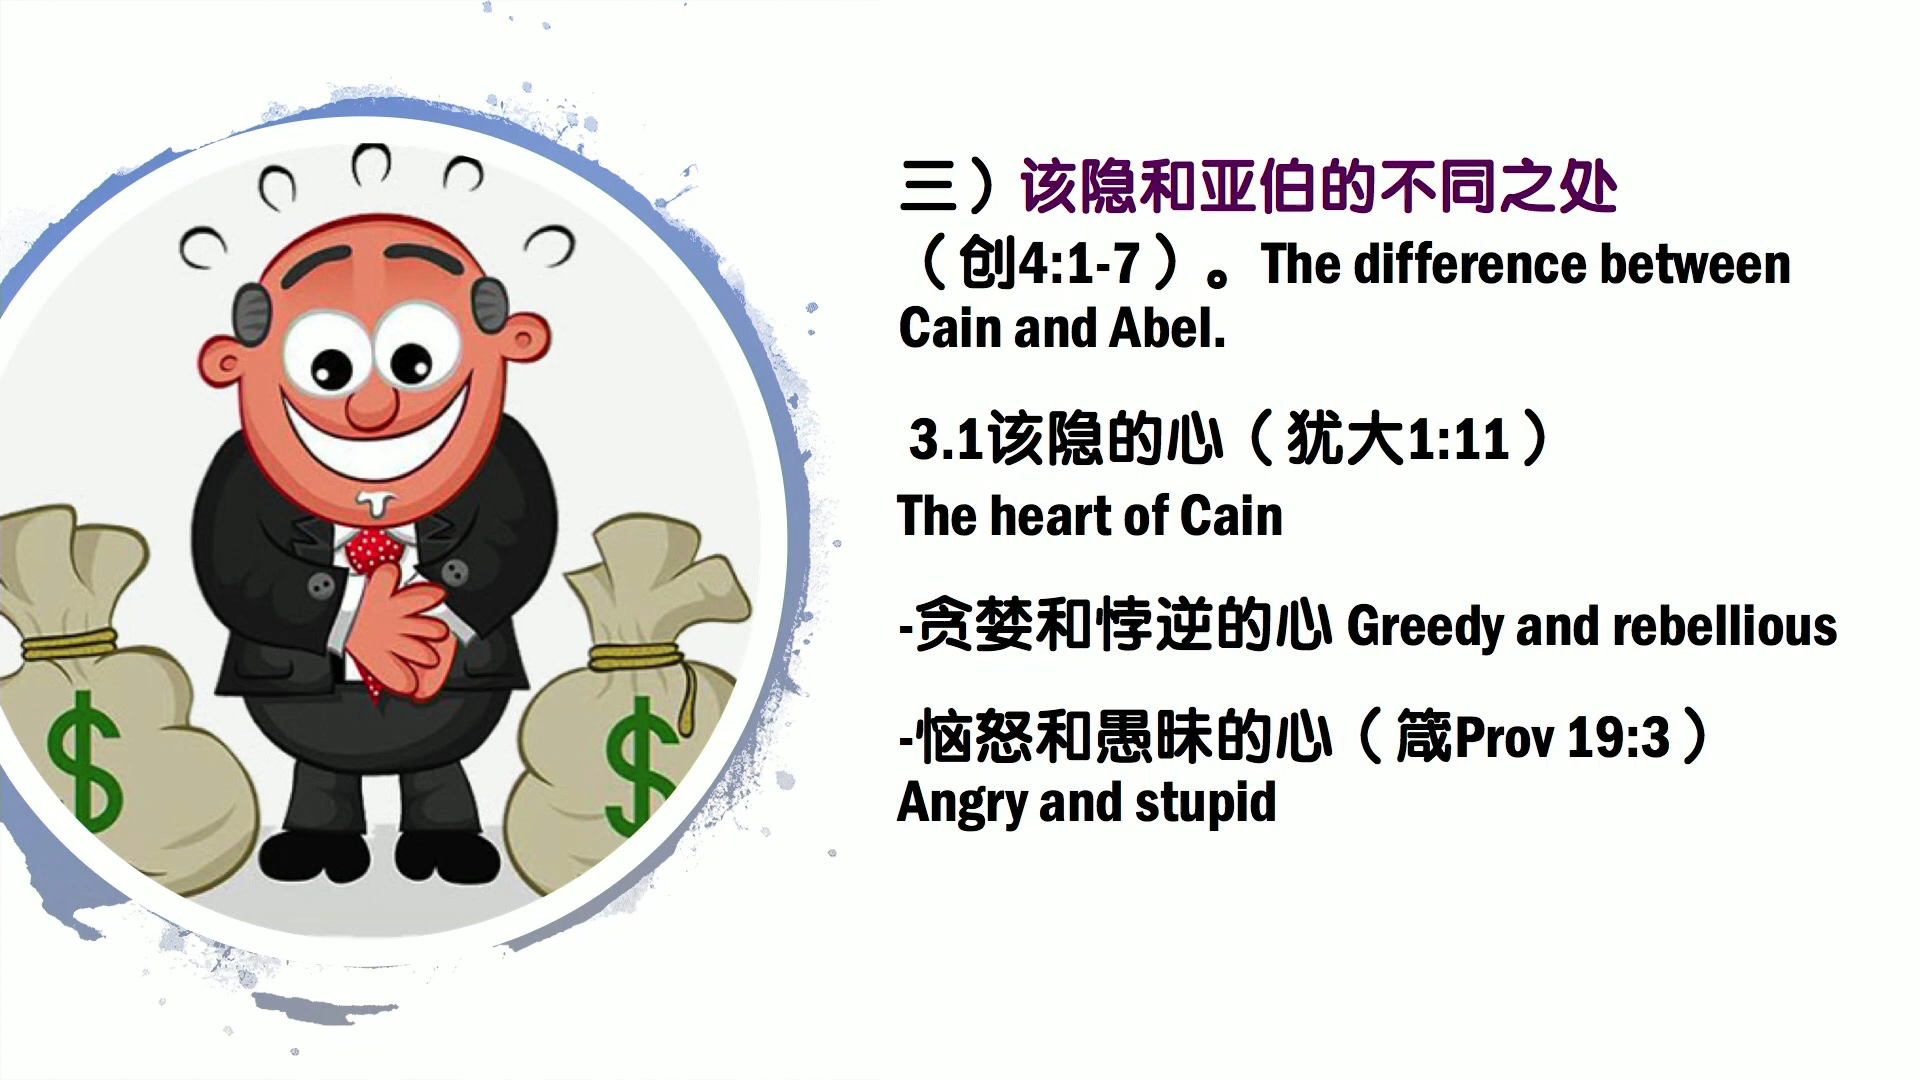 三）该隐和亚伯的不同之处
（创4:1-7）。The difference between
Cain and Abel.
3.1该隐的心（犹大1:11）
The heart of Cain
-贪婪和悖逆的心 Greedy and rebellious
-恼怒和愚昧的心（箴Prov 19:3）
Angry and stupid
$
$